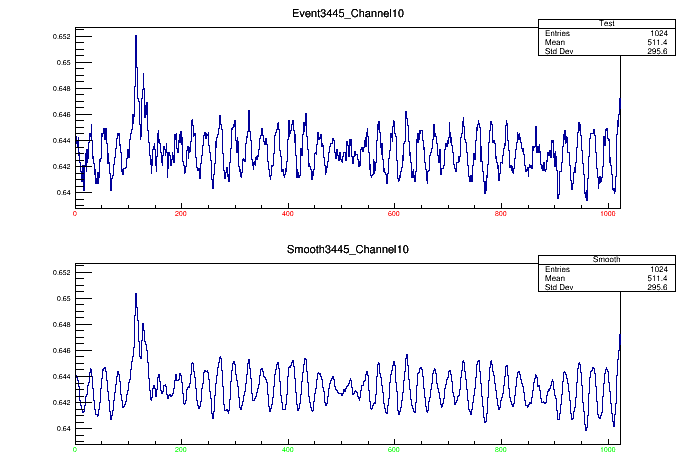 Event3445_Channel10
Test
Entries 1024
Mean 511.4
Std Dev 295.6
0.652
0.65
0.648
0.646
0.644
0.642
0.64
0 200 400 600 800 1000
Smooth3445_Channel10
Smooth
Entries 1024
Mean 511.4
Std Dev 295.6
0.652
0.65
0.648
0.646
0.644
0.642
0.64
0 200 400 600 800 1000